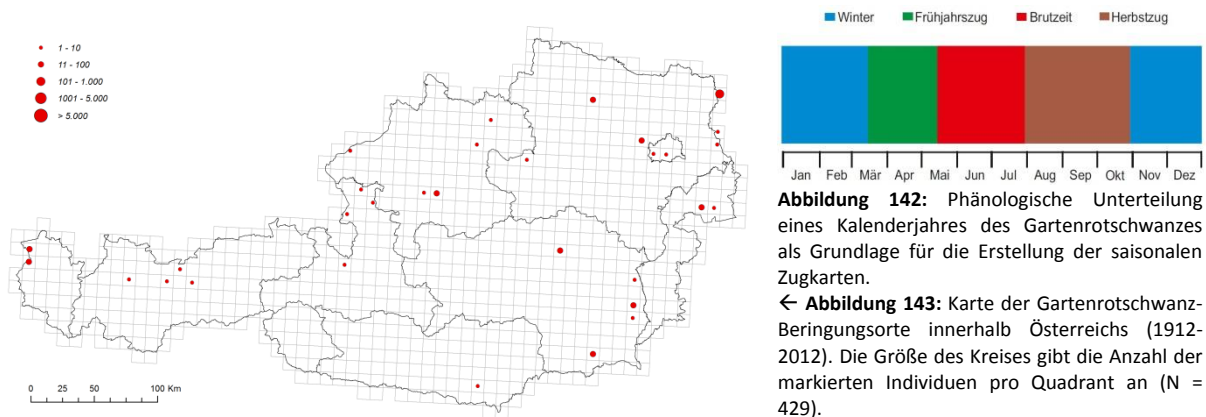 1 - 10
11 - 100
101 - 1.000
1001 - 5.000
> 5.000
0 25 50 100 Km
Winter Frühjahrszug Brutzeit Herbstzug
Jan Feb Mär Apr Mai Jun Jul Aug Sep Okt Nov Dez
Abbildung 142: Phänologische Unterteilung
eines Kalenderjahres des Gartenrotschwanzes
als Grundlage für die Erstellung der saisonalen
Zugkarten.
← Abbildung 143: Karte der Gartenrotschwanz-
Beringungsorte innerhalb Österreichs (1912-
2012). Die Größe des Kreises gibt die Anzahl der
markierten Individuen pro Quadrant an (N =
429).